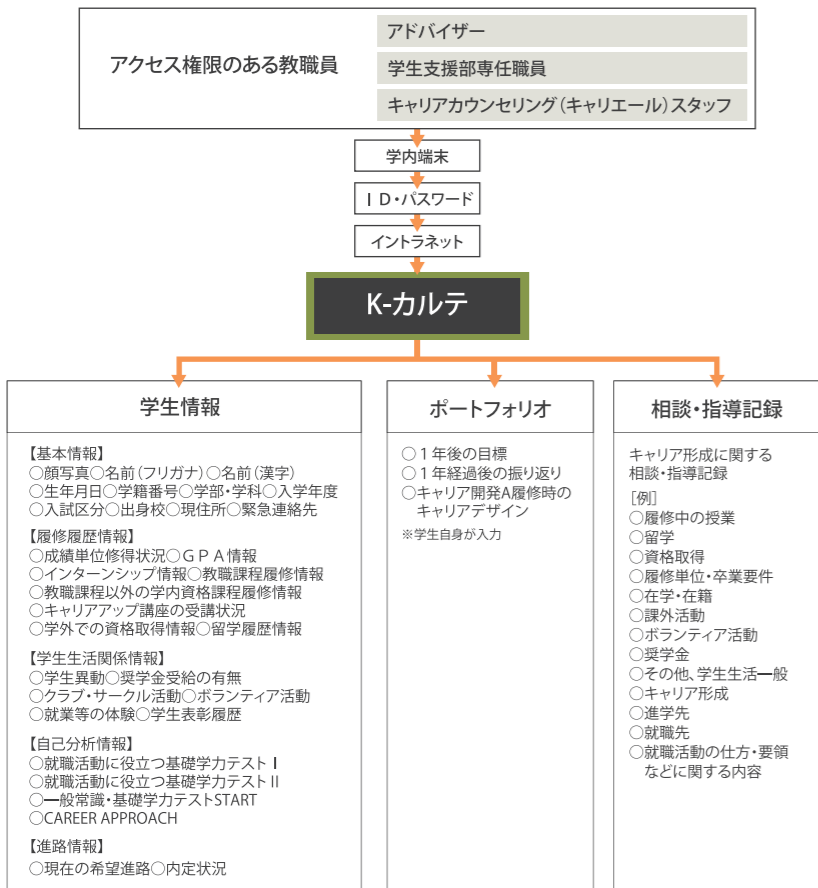 アクセス権限のある教職員
アドバイザー
学生支援部専任職員
キャリアカウンセリング(キャリエール)スタッフ
学内端末
ＩＤ・パスワード
イントラネット
K-カルテ
学生情報
【基本情報】
○顔写真○名前(フリガナ)○名前(漢字)
○生年月日○学籍番号○学部・学科○入学年度
○入試区分○出身校○現住所○緊急連絡先
【履修履歴情報】
○成績単位修得状況○ＧＰＡ情報
○インターンシップ情報○教職課程履修情報
○教職課程以外の学内資格課程履修情報
○キャリアアップ講座の受講状況
○学外での資格取得情報○留学履歴情報
【学生生活関係情報】
○学生異動○奨学金受給の有無
○クラブ・サークル活動○ボランティア活動
○就業等の体験○学生表彰履歴
【自己分析情報】
○就職活動に役立つ基礎学力テストⅠ
○就職活動に役立つ基礎学力テストⅡ
○一般常識・基礎学力テストSTART
○CAREER APPROACH
【進路情報】
○現在の希望進路○内定状況
ポートフォリオ
○１年後の目標
○１年経過後の振り返り
○キャリア開発A履修時の
キャリアデザイン
※学生自身が入力
相談・指導記録
キャリア形成に関する
相談・指導記録
［例］
○履修中の授業
○留学
○資格取得
○履修単位・卒業要件
○在学・在籍
○課外活動
○ボランティア活動
○奨学金
○その他、学生生活一般
○キャリア形成
○進学先
○就職先
○就職活動の仕方・要領
などに関する内容